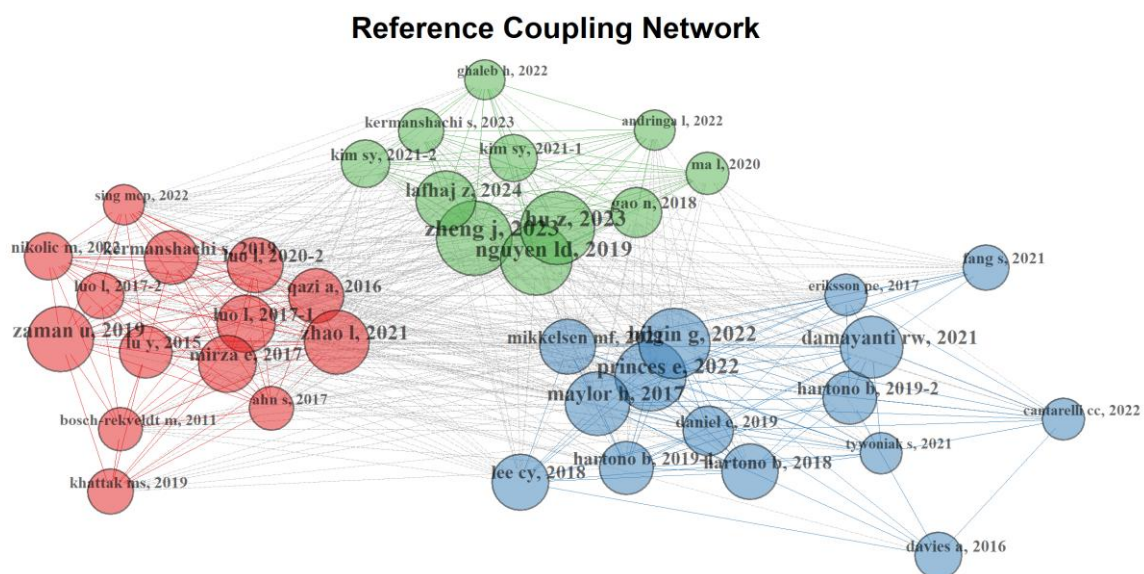 Reference Coupling Network
ghaleb h, 2022
kermanshachi s, 2023
andringa l, 2022
kim sy, 2021-2
kim sy, 2021-1
ma l, 2020
lafhaj z, 2024
gao n, 2018
hu z, 2023
zheng j, 2023
nguyen ld, 2019
sing mcp, 2022
nikolic m, 2022
kermanshachi s, 2019
luo l, 2020-2
luo l, 2017-2
qazi a, 2016
luo l, 2017-1
zaman u, 2019
zhao l, 2021
lu y, 2015
mirza e, 2017
ahn s, 2017
bosch-rekveldt m, 2011
khattak ms, 2019
fang s, 2021
eriksson pe, 2017
mikkelsen mf,
bilgin g, 2022
damayanti rw, 2021
princes e, 2022
maylor h, 2017
hartono b, 2019-2
cantarelli cc, 2022
daniel e, 2019
tywoniak s, 2021
hartono b, 2019-1
hartono b, 2018
lee cy, 2018
davies a, 2016